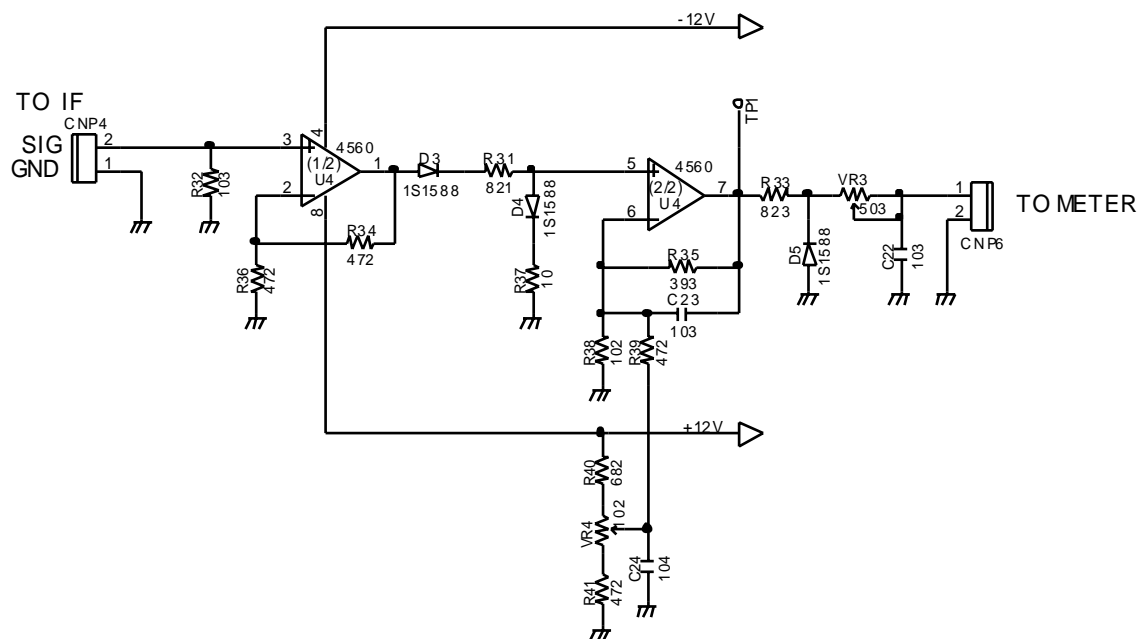 -12V
TO IF
CNP4
SIG
GND
2
1
R32
103
3
2
4
8
4560
(1/2)
U4
1
D3
1S1588
R31
821
D4
1S1588
R37
10
R34
472
R36
472
5
6
4560
(2/2)
U4
7
TP1
R33
823
D5
1S1588
VR3
503
C22
103
1
2
CNP6
TO METER
R35
393
C23
103
R38
102
R39
472
+12V
R40
682
VR4
102
R41
472
C24
104